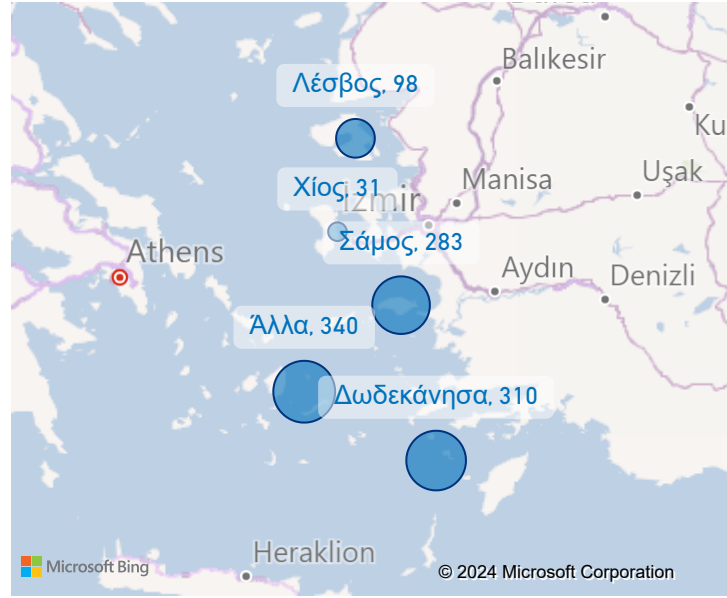 Balıkesir
Λέσβος, 98
Ku
Uşak
Manisa
Χίος, 31
Izmir
Σάμος, 283
Athens
Aydın
Denizli
Άλλα, 340
Δωδεκάνησα, 310
Heraklion
Microsoft Bing
© 2024 Microsoft Corporation